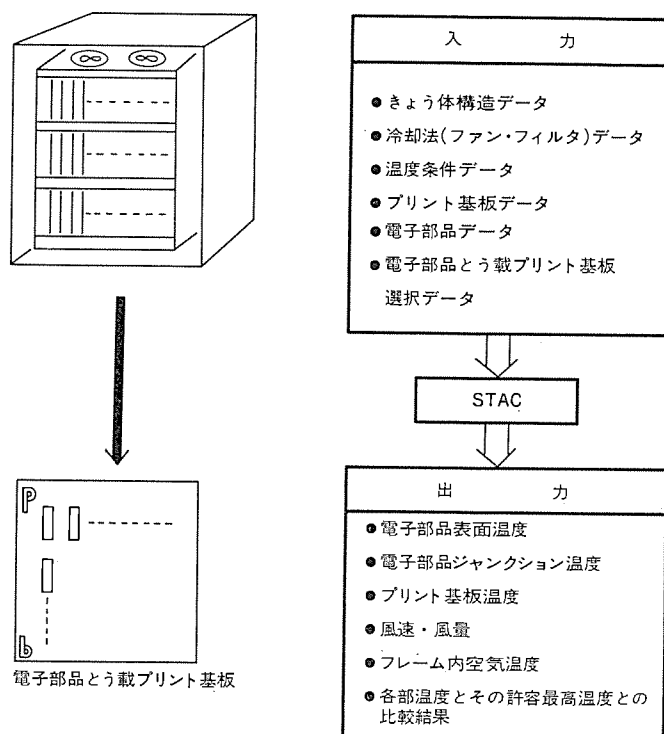 入 力
●きょう体構造データ
●冷却法(ファン・フィルタ)データ
●温度条件データ
●プリント基板データ
●電子部品データ
●電子部品とう載プリント基板
選択データ
STAC
出 力
●電子部品表面温度
●電子部品ジャンクション温度
●プリント基板温度
●風速・風量
●フレーム内空気温度
●各部温度とその許容最高温度との
比較結果
電子部品とう載プリント基板